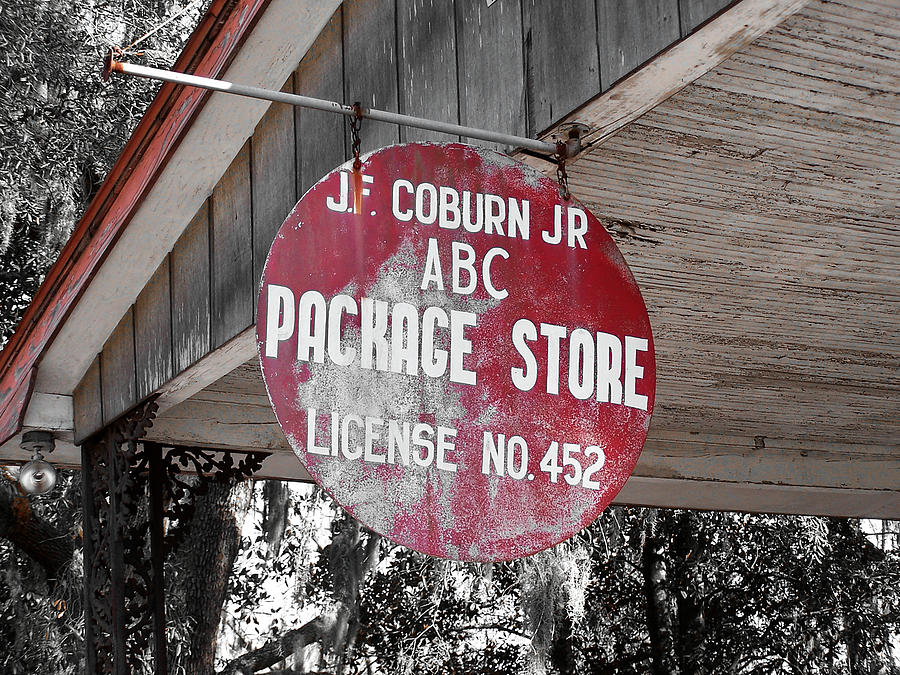 J.F. COBURN JR
ABC
PACKAGE STORE
LICENSE NO. 452